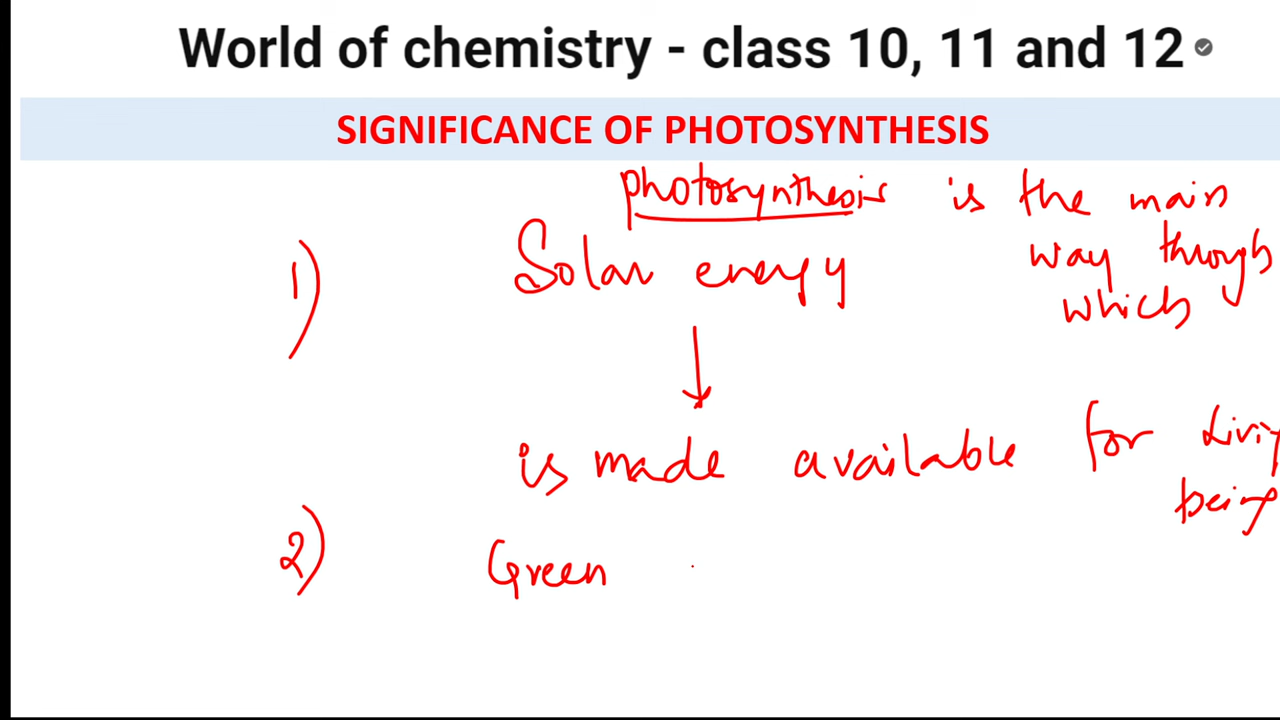 World of chemistry - class 10, 11 and 12
SIGNIFICANCE OF PHOTOSYNTHESIS
photosynthesis is the main
way through
which
1) Solar energy
↓
is made available for
2) Green